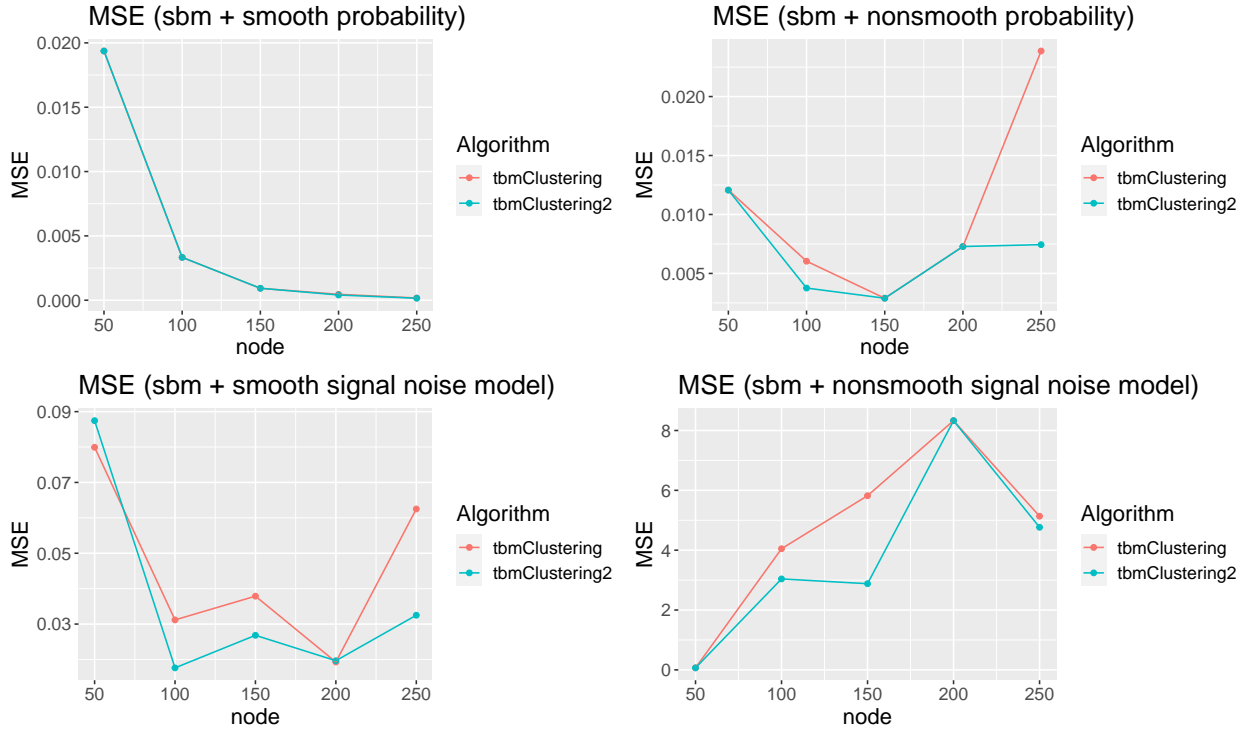 MSE (sbm + smooth probability)
0.020
0.015
0.010
0.005
0.000
MSE
50 100 150 200 250
node
Algorithm
tbmClustering
tbmClustering2
MSE (sbm + nonsmooth probability)
0.020
0.015
0.010
0.005
MSE
50 100 150 200 250
node
Algorithm
tbmClustering
tbmClustering2
MSE (sbm + smooth signal noise model)
0.09
0.07
0.05
0.03
MSE
50 100 150 200 250
node
Algorithm
tbmClustering
tbmClustering2
MSE (sbm + nonsmooth signal noise model)
8
6
4
2
0
MSE
50 100 150 200 250
node
Algorithm
tbmClustering
tbmClustering2